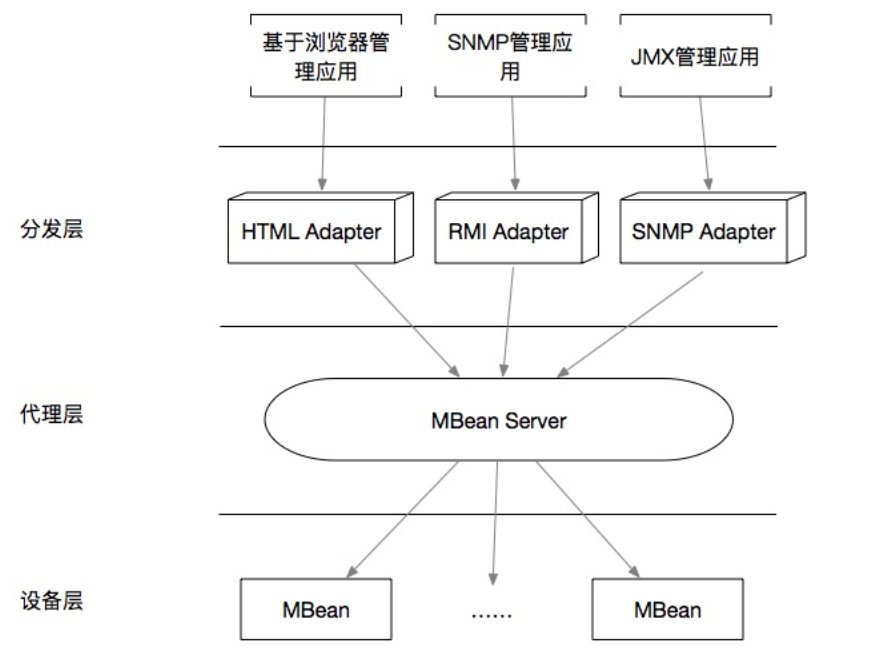 基于浏览器管
理应用
SNMP管理应
用
JMX管理应用
分发层
HTML Adapter
RMI Adapter
SNMP Adapter
代理层
MBean Server
设备层
MBean
......
MBean